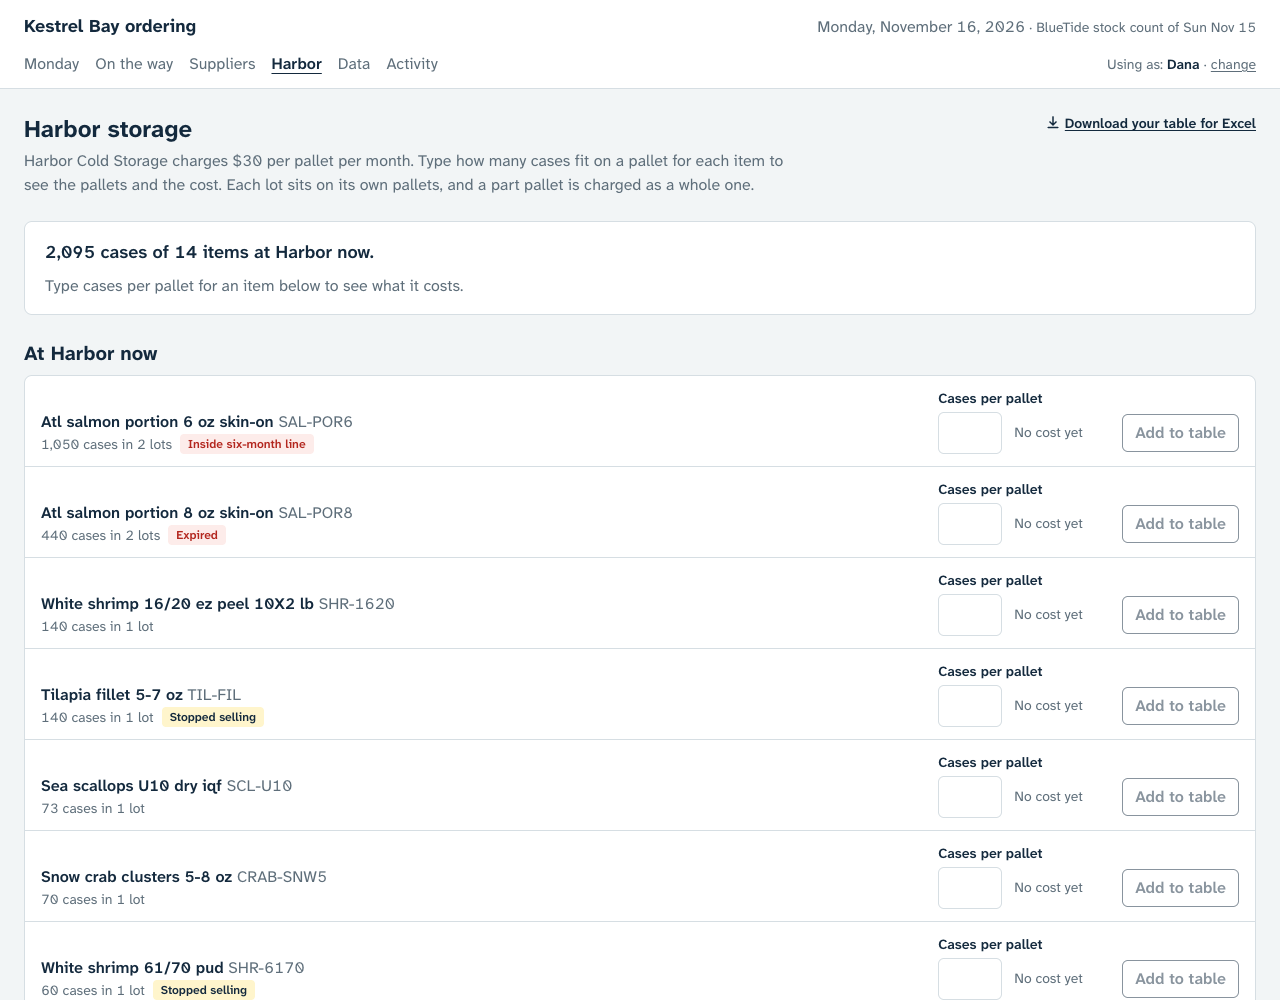 Kestrel Bay ordering
Monday, November 16, 2026 · BlueTide stock count of Sun Nov 15
Monday On the way Suppliers Harbor Data Activity
Using as: Dana · change
Harbor storage
Download your table for Excel
Harbor Cold Storage charges $30 per pallet per month. Type how many cases fit on a pallet for each item to
see the pallets and the cost. Each lot sits on its own pallets, and a part pallet is charged as a whole one.
2,095 cases of 14 items at Harbor now.
Type cases per pallet for an item below to see what it costs.
At Harbor now
Atl salmon portion 6 oz skin-on SAL-POR6
1,050 cases in 2 lots Inside six-month line
Cases per pallet
No cost yet
Add to table
Atl salmon portion 8 oz skin-on SAL-POR8
440 cases in 2 lots Expired
Cases per pallet
No cost yet
Add to table
White shrimp 16/20 ez peel 10X2 lb SHR-1620
140 cases in 1 lot
Cases per pallet
No cost yet
Add to table
Tilapia fillet 5-7 oz TIL-FIL
140 cases in 1 lot Stopped selling
Cases per pallet
No cost yet
Add to table
Sea scallops U10 dry iqf SCL-U10
73 cases in 1 lot
Cases per pallet
No cost yet
Add to table
Snow crab clusters 5-8 oz CRAB-SNW5
70 cases in 1 lot
Cases per pallet
No cost yet
Add to table
White shrimp 61/70 pud SHR-6170
60 cases in 1 lot Stopped selling
Cases per pallet
No cost yet
Add to table